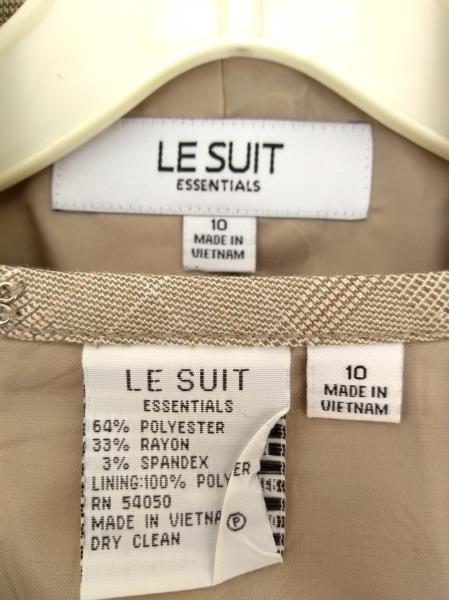 LE SUIT
ESSENTIALS
10
MADE IN
VIETNAM
LE SUIT
ESSENTIALS
64% POLYESTER
33% RAYON
3% SPANDEX
LINING:100% POLY
RN 54050
MADE IN VIETNA
DRY CLEAN
ER
P
10
MADE IN
VIETNAM